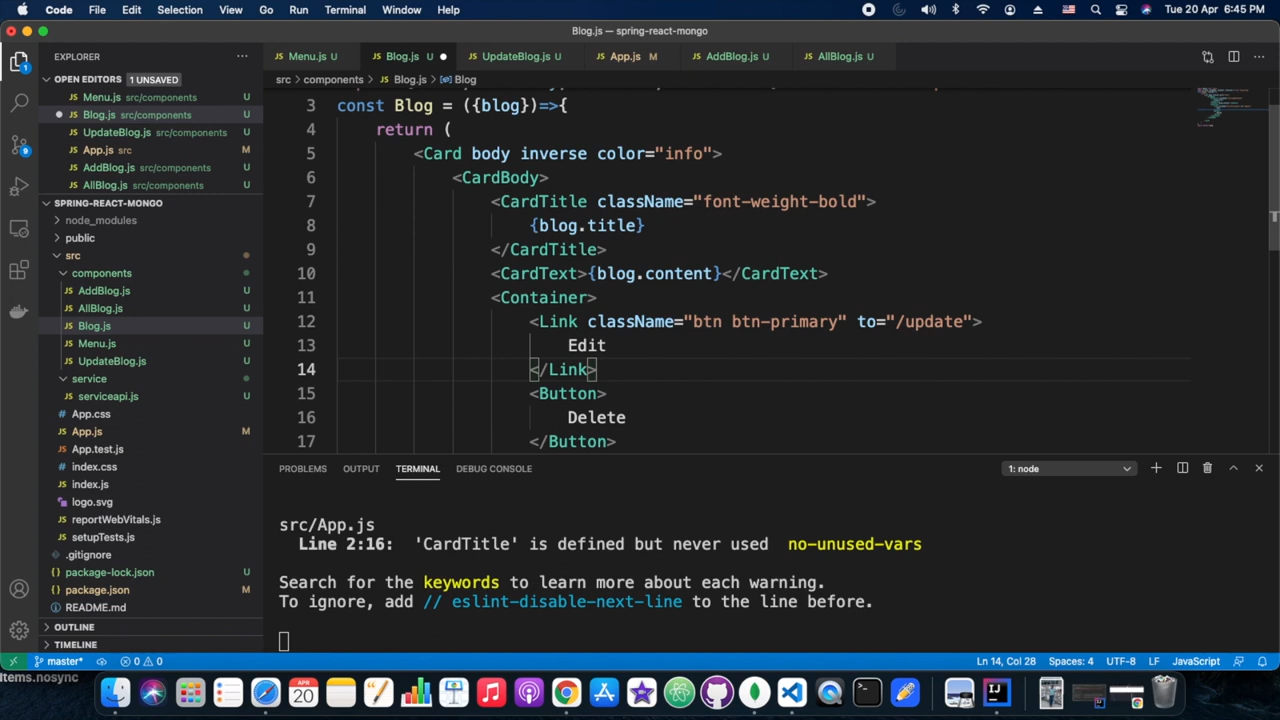 Code File Edit Selection View Go Run Terminal Window Help Tue 20 Apr 6:45 PM
Blog.js — spring-react-mongo
EXPLORER
OPEN EDITORS 1 UNSAVED
Menu.js src/components U
Blog.js src/components U
UpdateBlog.js src/components U
App.js src M
AddBlog.js src/components U
AllBlog.js src/components U
SPRING-REACT-MONGO
node_modules
public
src
components
AddBlog.js U
AllBlog.js U
Blog.js U
Menu.js U
UpdateBlog.js U
service
serviceapi.js U
App.css
App.js M
App.test.js
index.css
index.js
logo.svg
reportWebVitals.js
setupTests.js
.gitignore
package-lock.json U
package.json M
README.md
OUTLINE
TIMELINE
Menu.js U Blog.js U UpdateBlog.js U App.js M AddBlog.js U AllBlog.js U
src > components > Blog.js > Blog
3 const Blog = ({blog})=>{
4 return (
5 <Card body inverse color="info">
6 <CardBody>
7 <CardTitle className="font-weight-bold">
8 {blog.title}
9 </CardTitle>
10 <CardText>{blog.content}</CardText>
11 <Container>
12 <Link className="btn btn-primary" to="/update">
13 Edit
14 </Link>
15 <Button>
16 Delete
17 </Button>
PROBLEMS OUTPUT TERMINAL DEBUG CONSOLE 1: node
src/App.js
Line 2:16: 'CardTitle' is defined but never used no-unused-vars
Search for the keywords to learn more about each warning.
To ignore, add // eslint-disable-next-line to the line before.
master* 0 0 Ln 14, Col 28 Spaces: 4 UTF-8 LF JavaScript
Items.nosync
APR
20